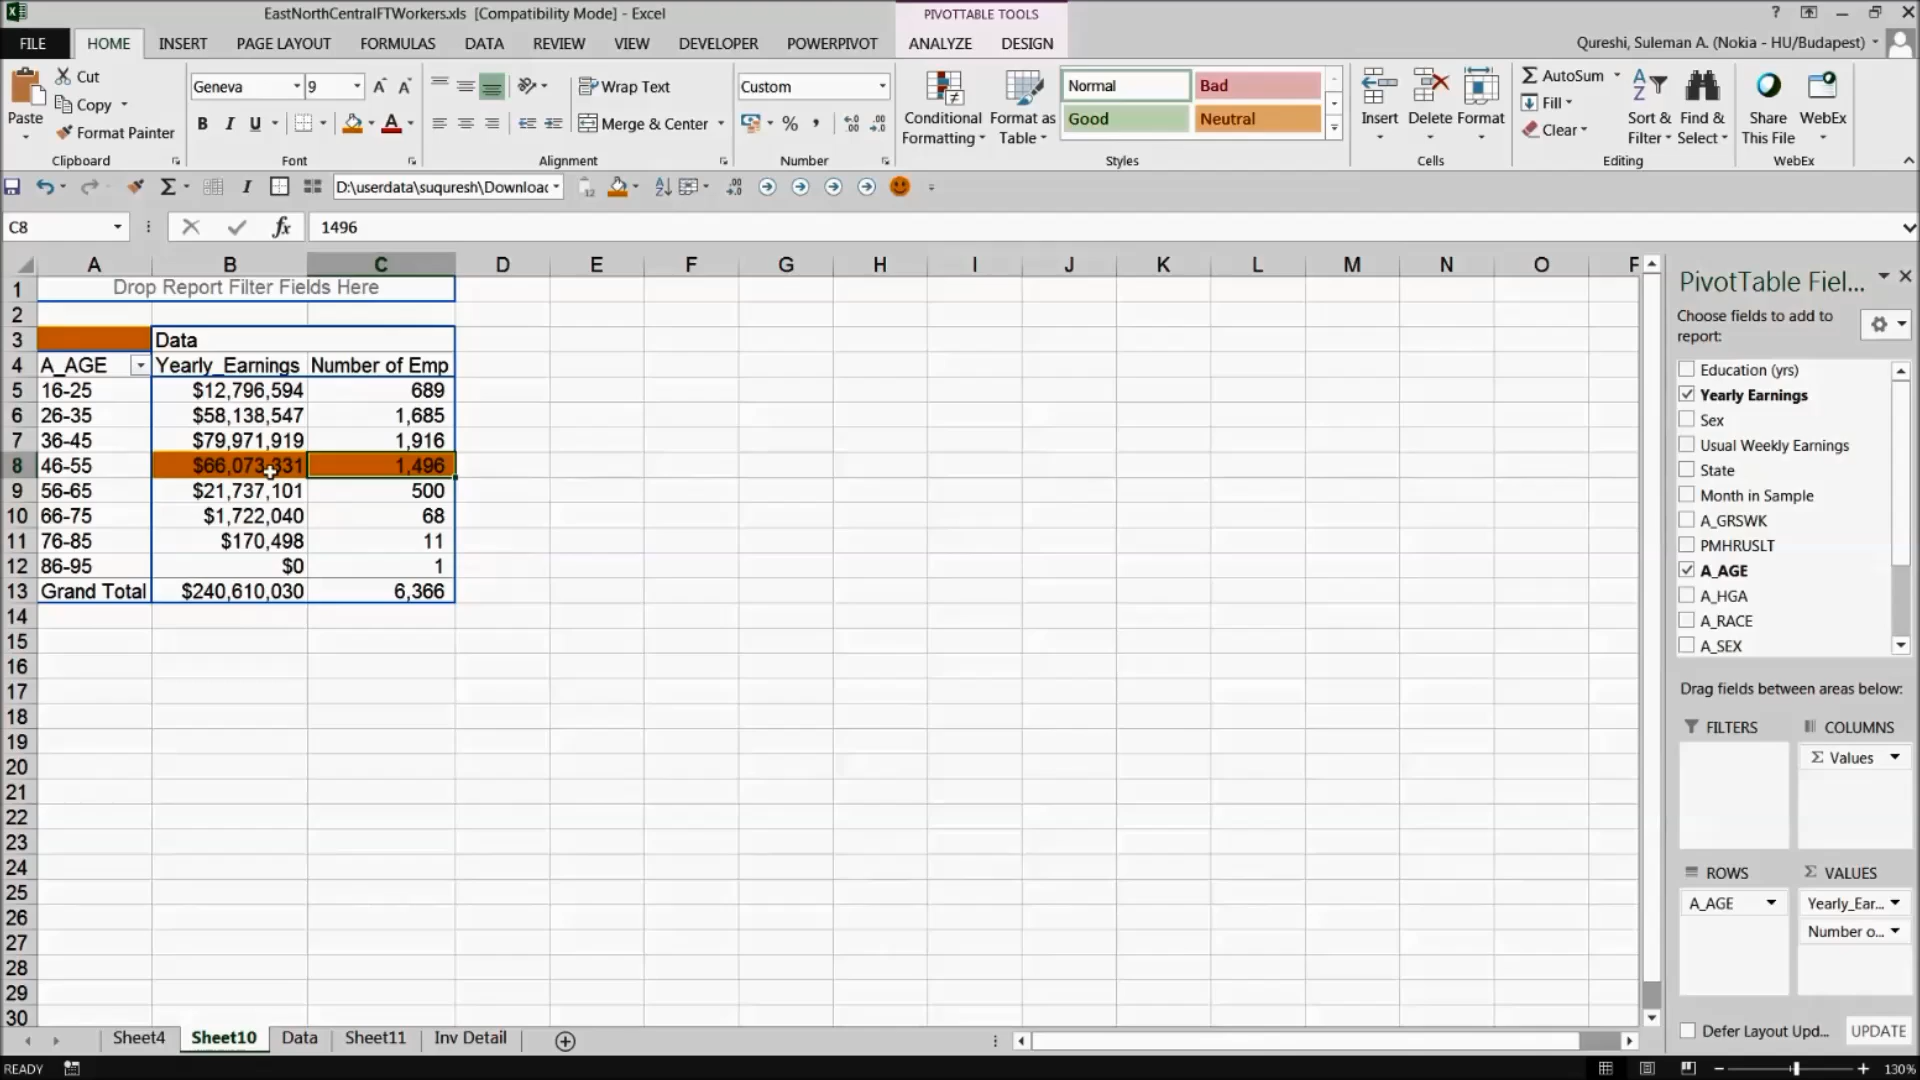 EastNorthCentralFTWorkers.xls [Compatibility Mode] - Excel
PIVOTTABLE TOOLS
?
FILE HOME INSERT PAGE LAYOUT FORMULAS DATA REVIEW VIEW DEVELOPER POWERPIVOT ANALYZE DESIGN
Qureshi, Suleman A. (Nokia - HU/Budapest)
Paste
Cut
Copy
Format Painter
Clipboard
Geneva 9
B I U
Font
Wrap Text
Merge & Center
Alignment
Custom
%
Number
Conditional Formatting
Format as Table
Normal Bad
Good Neutral
Styles
Insert Delete Format
Cells
AutoSum
Fill
Clear
Sort & Filter
Find & Select
Editing
Share This File
WebEx
WebEx
D:\userdata\suquresh\Downloac
C8 fx 1496
A B C D E F G H I J K L M N O P
1 Drop Report Filter Fields Here
2
3 Data
4 A_AGE Yearly_Earnings Number of Emp
5 16-25 $12,796,594 689
6 26-35 $58,138,547 1,685
7 36-45 $79,971,919 1,916
8 46-55 $66,073,331 1,496
9 56-65 $21,737,101 500
10 66-75 $1,722,040 68
11 76-85 $170,498 11
12 86-95 $0 1
13 Grand Total $240,610,030 6,366
14
15
16
17
18
19
20
21
22
23
24
25
26
27
28
29
30
PivotTable Fiel...
Choose fields to add to
report:
Education (yrs)
Yearly Earnings
Sex
Usual Weekly Earnings
State
Month in Sample
A_GRSWK
PMHRUSLT
A_AGE
A_HGA
A_RACE
A_SEX
Drag fields between areas below:
FILTERS COLUMNS
Σ Values
ROWS Σ VALUES
A_AGE Yearly_Ear...
Number o...
Defer Layout Upd... UPDATE
Sheet4 Sheet10 Data Sheet11 Inv Detail
READY 130%